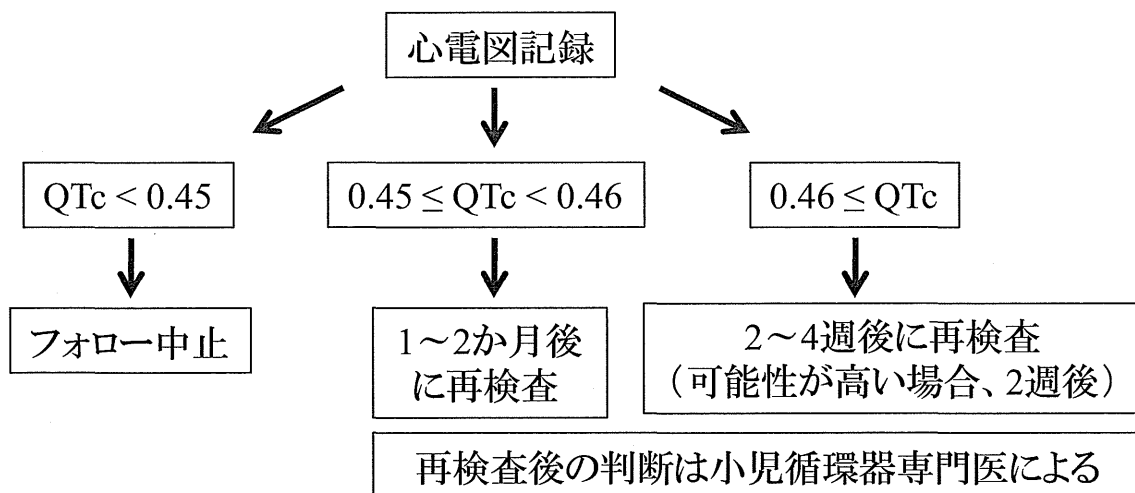 心電図記録
QTc < 0.45
0.45 ≤ QTc < 0.46
0.46 ≤ QTc
フォロー中止
1〜2か月後
に再検査
2〜4週後に再検査
（可能性が高い場合、2週後）
再検査後の判断は小児循環器専門医による